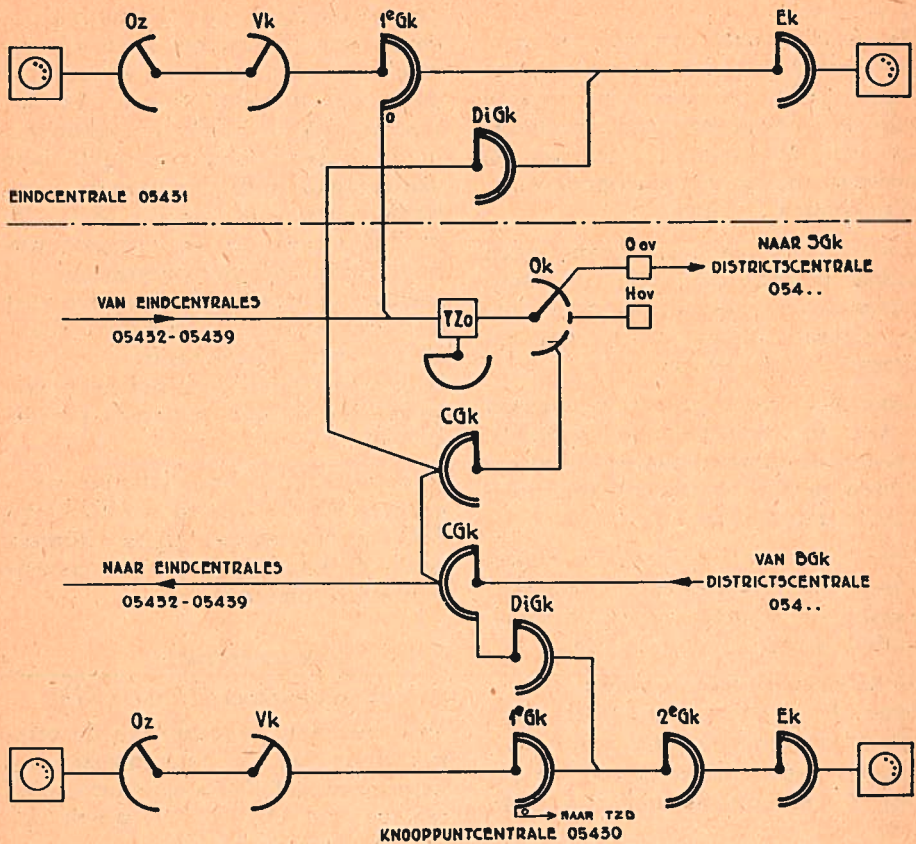 Oz Vk 1eGk Ek
o
DiGk
EINDCENTRALE 05431
NAAR SGk
DISTRICTSCENTRALE
054..
Oov
Ok
Hov
VAN EINDCENTRALES
05432-05439
TZo
CGk
CGk
NAAR EINDCENTRALES
05432-05439
VAN BGk
DISTRICTSCENTRALE
054..
DiGk
Oz Vk 1eGk 2eGk Ek
o
NAAR TZO
KNOOPPUNTCENTRALE 05430